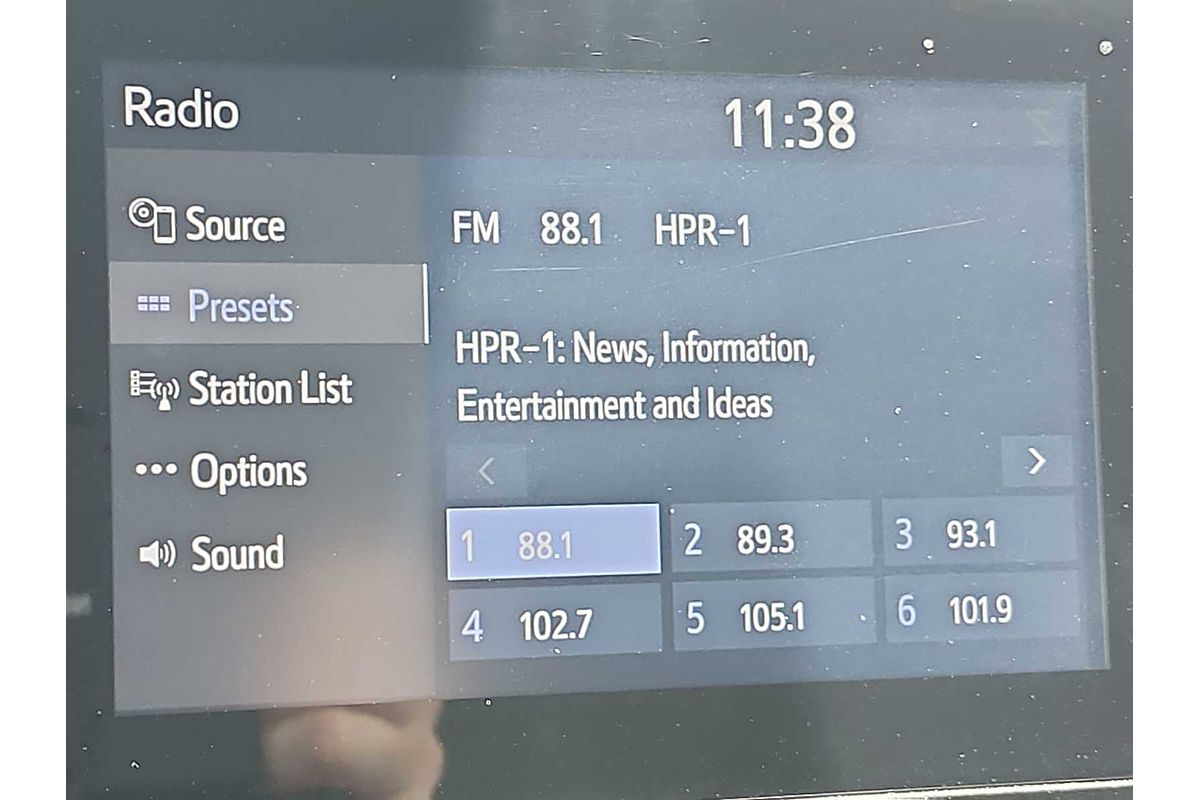 Radio
11:38
Source
Presets
Station List
Options
Sound
FM 88.1 HPR-1
HPR-1: News, Information,
Entertainment and Ideas
1 88.1
2 89.3
3 93.1
4 102.7
5 105.1
6 101.9